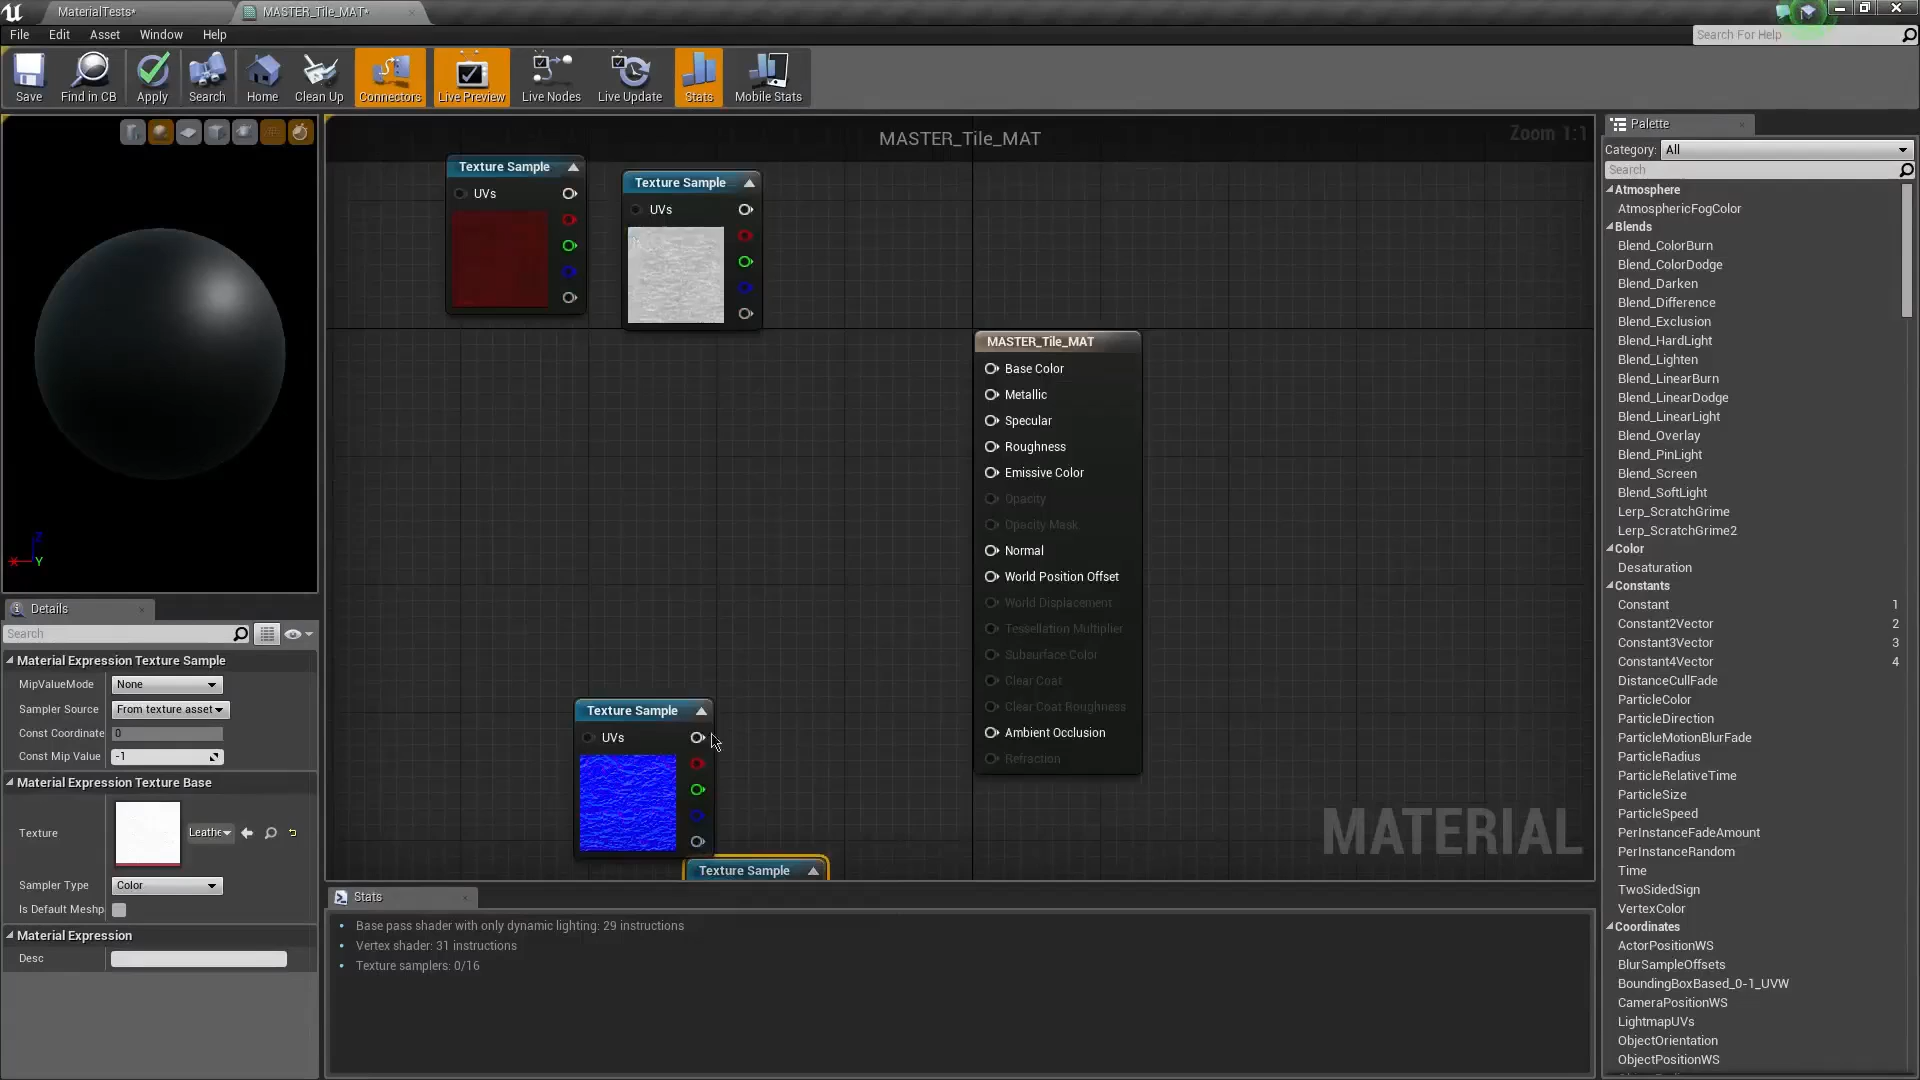 MaterialTests*
MASTER_Tile_MAT*
File Edit Asset Window Help
Search For Help
Save
Find in CB
Apply
Search
Home
Clean Up
Connectors
Live Preview
Live Nodes
Live Update
Stats
Mobile Stats
MASTER_Tile_MAT
Zoom 1:1
Texture Sample
UVs
Texture Sample
UVs
MASTER_Tile_MAT
Base Color
Metallic
Specular
Roughness
Emissive Color
Opacity
Opacity Mask
Normal
World Position Offset
World Displacement
Tessellation Multiplier
Subsurface Color
Clear Coat
Clear Coat Roughness
Ambient Occlusion
Refraction
Texture Sample
UVs
Texture Sample
MATERIAL
Z
X
Y
Details
Search
Material Expression Texture Sample
MipValueMode None
Sampler Source From texture asset
Const Coordinate 0
Const Mip Value -1
Material Expression Texture Base
Texture Leathe
Sampler Type Color
Is Default Meshp
Material Expression
Desc
Stats
Base pass shader with only dynamic lighting: 29 instructions
Vertex shader: 31 instructions
Texture samplers: 0/16
Palette
Category: All
Search
Atmosphere
AtmosphericFogColor
Blends
Blend_ColorBurn
Blend_ColorDodge
Blend_Darken
Blend_Difference
Blend_Exclusion
Blend_HardLight
Blend_Lighten
Blend_LinearBurn
Blend_LinearDodge
Blend_LinearLight
Blend_Overlay
Blend_PinLight
Blend_Screen
Blend_SoftLight
Lerp_ScratchGrime
Lerp_ScratchGrime2
Color
Desaturation
Constants
Constant 1
Constant2Vector 2
Constant3Vector 3
Constant4Vector 4
DistanceCullFade
ParticleColor
ParticleDirection
ParticleMotionBlurFade
ParticleRadius
ParticleRelativeTime
ParticleSize
ParticleSpeed
PerInstanceFadeAmount
PerInstanceRandom
Time
TwoSidedSign
VertexColor
Coordinates
ActorPositionWS
BlurSampleOffsets
BoundingBoxBased_0-1_UVW
CameraPositionWS
LightmapUVs
ObjectOrientation
ObjectPositionWS